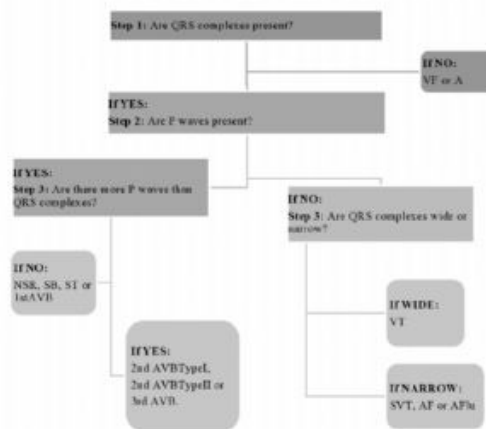 Step 1: Are QRS complexes present?
If NO:
VF or A
If YES:
Step 2: Are P waves present?
If YES:
Step 3: Are there more P waves than
QRS complexes?
If NO:
Step 3: Are QRS complexes wide or
narrow?
If NO:
NSR, SB, ST or
1stAVB
If WIDE:
VT
If YES:
2nd AVBTypeI,
2nd AVBTypeII or
3rd AVB.
If NARROW:
SVT, AF or AFlu